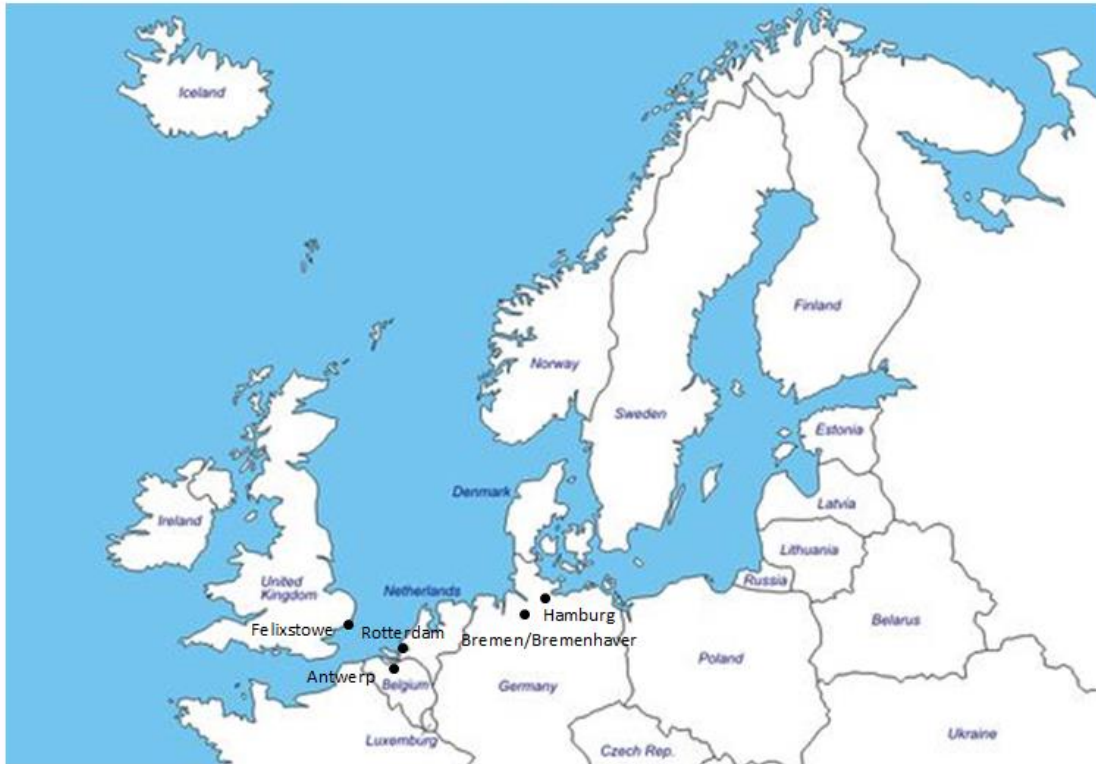 Iceland
Finland
Norway
Sweden
Estonia
Denmark
Latvia
Ireland
Lithuania
Russia
United
Kingdom
Netherlands
Hamburg
Belarus
Felixstowe
Rotterdam
Bremen/Bremenhaver
Poland
Antwerp
Belgium
Germany
Ukraine
Luxemburg
Czech Rep.